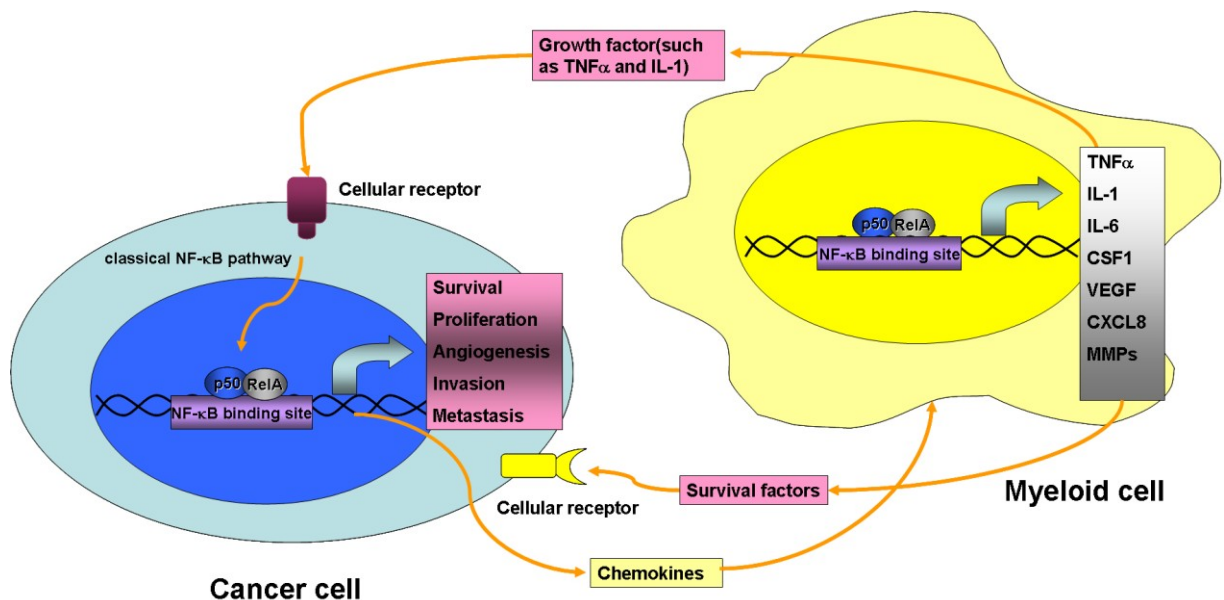 Growth factor(such
as TNFα and IL-1)
Cellular receptor
classical NF-κB pathway
Survival
Proliferation
Angiogenesis
Invasion
Metastasis
p50 RelA
NF-κB binding site
Cellular receptor
Cancer cell
Chemokines
Survival factors
p50 RelA
NF-κB binding site
TNFα
IL-1
IL-6
CSF1
VEGF
CXCL8
MMPs
Myeloid cell